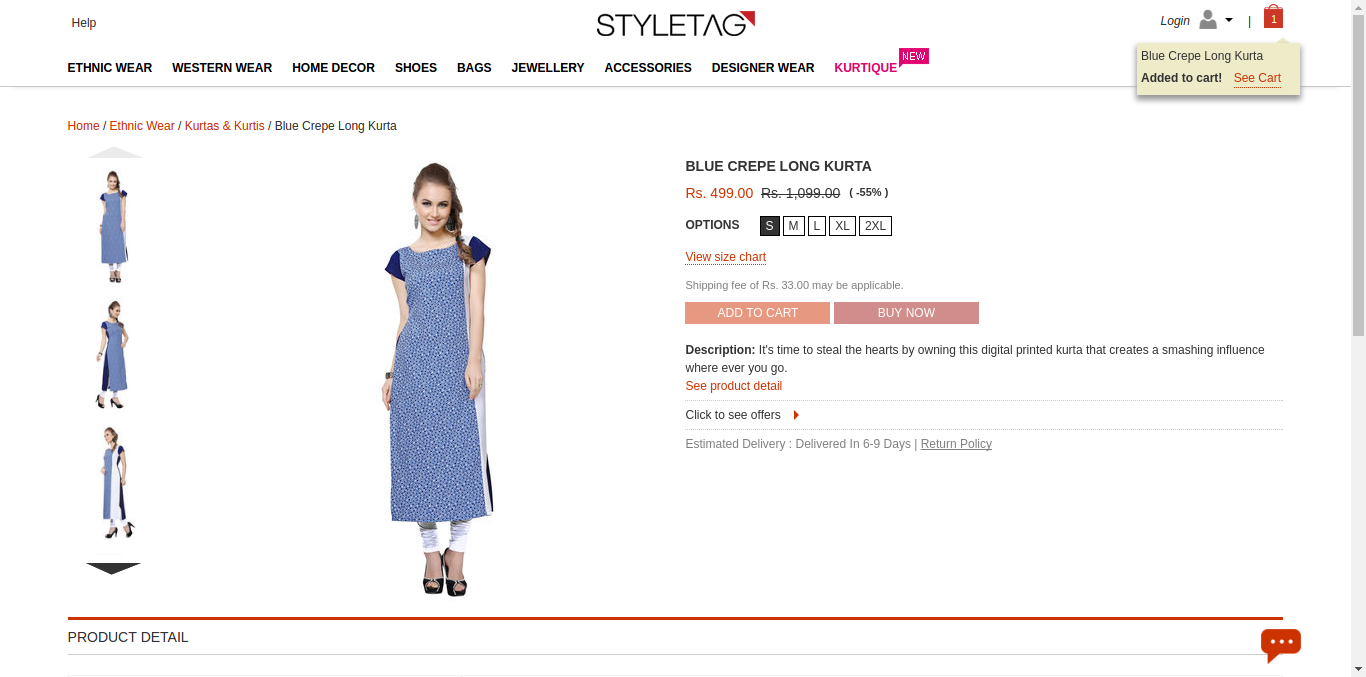 Help
STYLETAG
Login
|
1
ETHNIC WEAR
WESTERN WEAR
HOME DECOR
SHOES
BAGS
JEWELLERY
ACCESSORIES
DESIGNER WEAR
KURTIQUE
NEW
Blue Crepe Long Kurta
Added to cart! See Cart
Home / Ethnic Wear / Kurtas & Kurtis / Blue Crepe Long Kurta
BLUE CREPE LONG KURTA
Rs. 499.00 Rs. 1,099.00 ( -55% )
OPTIONS S M L XL 2XL
View size chart
Shipping fee of Rs. 33.00 may be applicable.
ADD TO CART BUY NOW
Description: It's time to steal the hearts by owning this digital printed kurta that creates a smashing influence
where ever you go.
See product detail
Click to see offers
Estimated Delivery : Delivered In 6-9 Days | Return Policy
PRODUCT DETAIL